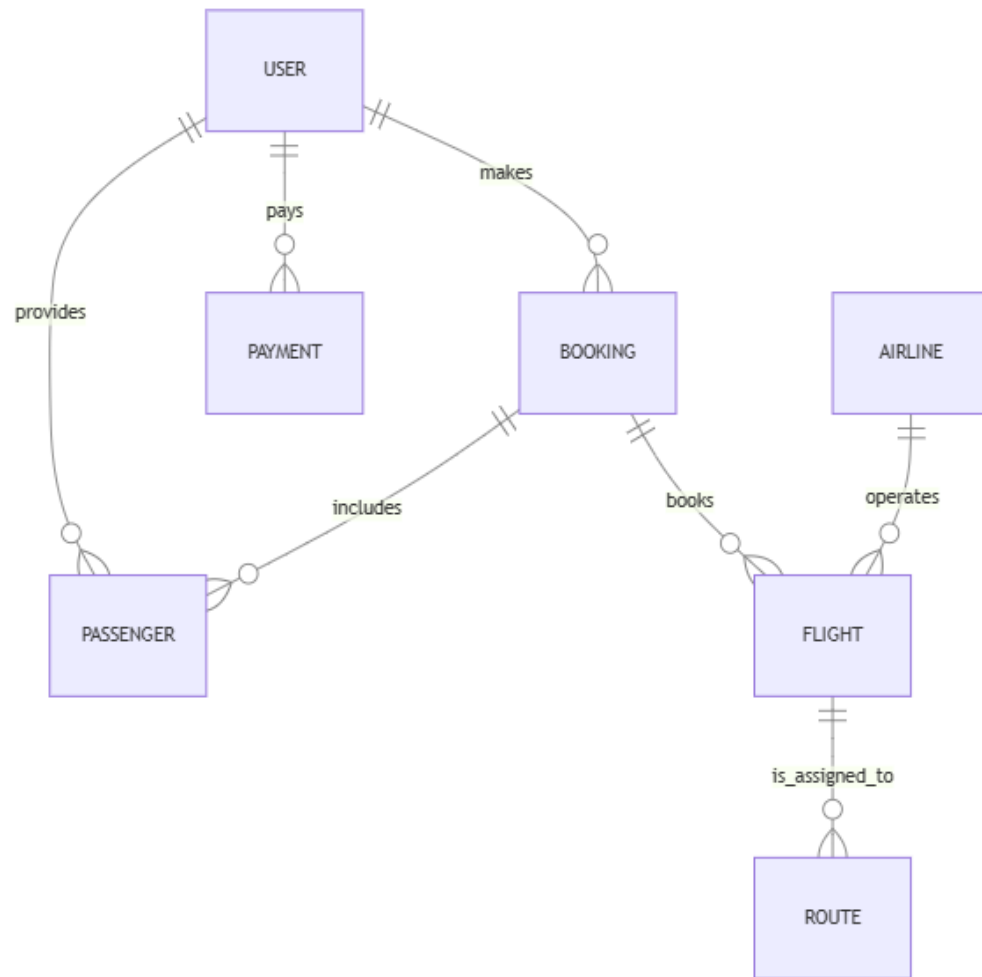 USER
makes
pays
provides
PAYMENT
BOOKING
AIRLINE
includes
books
operates
PASSENGER
FLIGHT
is_assigned_to
ROUTE